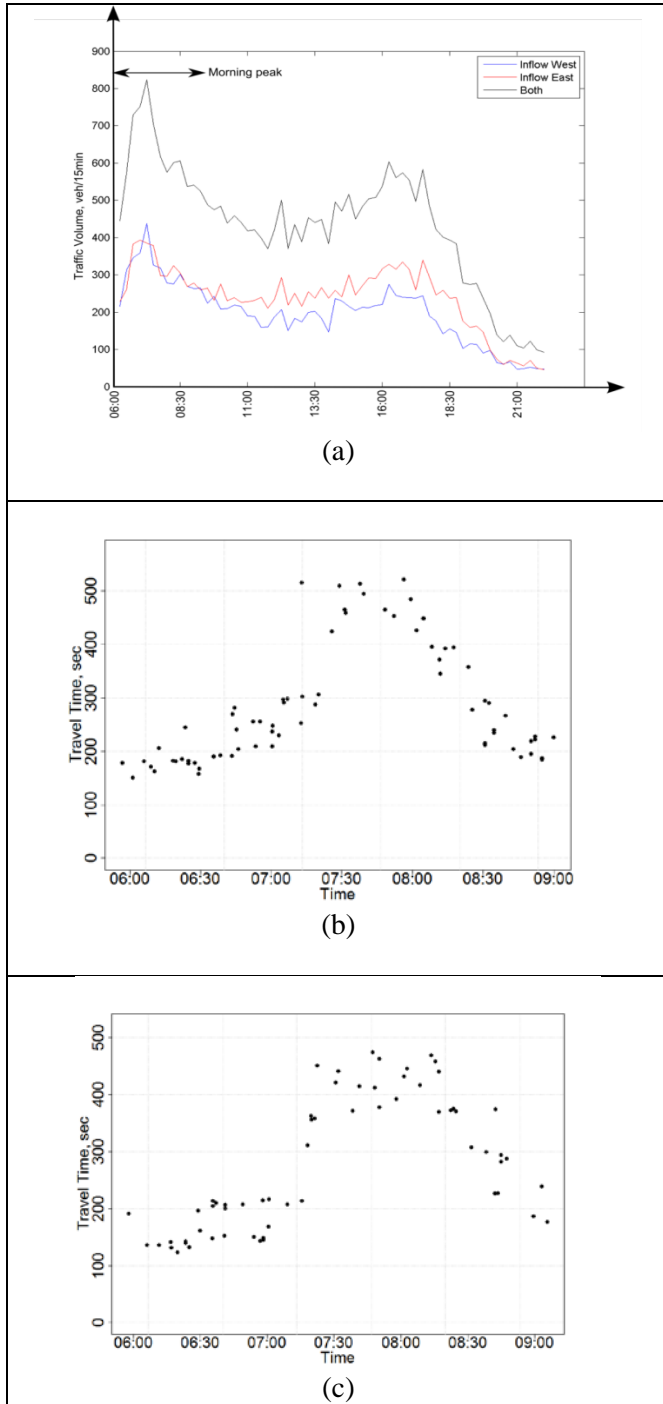 900
800
700
600
500
400
300
200
100
0
Traffic Volume, veh/15min
Morning peak
Inflow West
Inflow East
Both
06:00
08:30
11:00
13:30
16:00
18:30
21:00
(a)
500
400
300
200
100
0
Travel Time, sec
06:00 06:30 07:00 07:30 08:00 08:30 09:00
Time
(b)
500
400
300
200
100
0
Travel Time, sec
06:00 06:30 07:00 07:30 08:00 08:30 09:00
Time
(c)